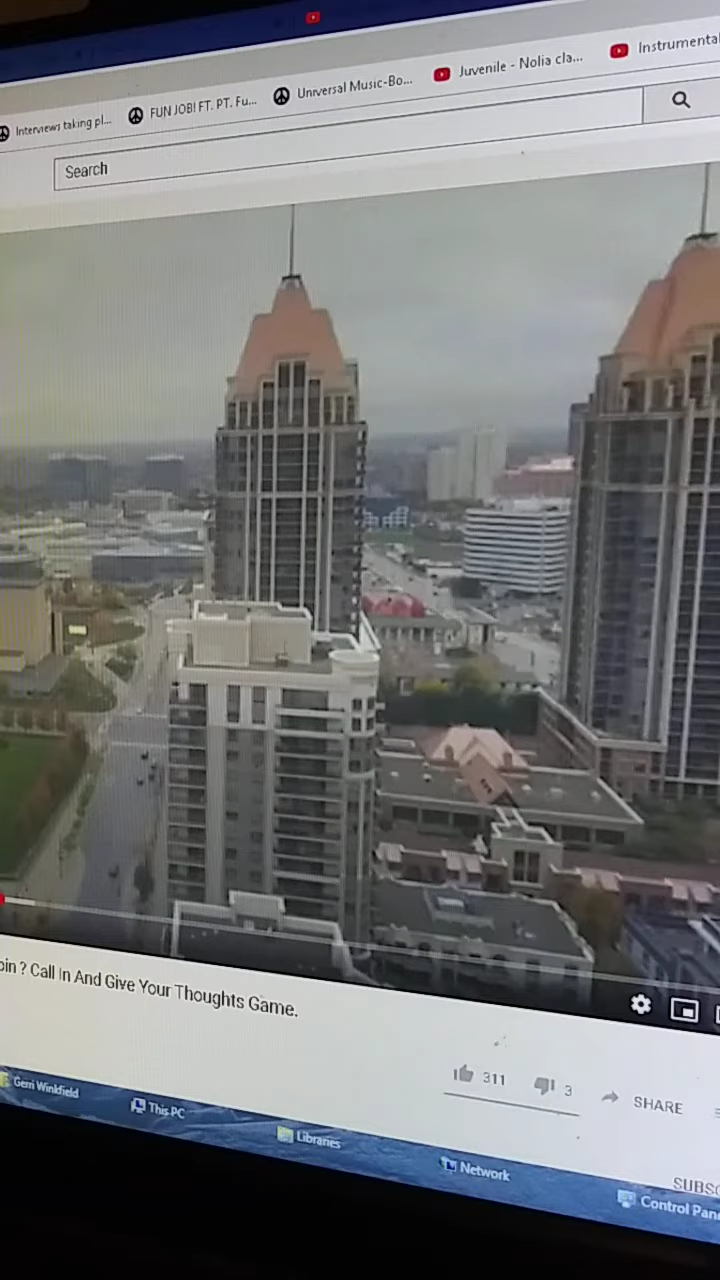 Interviews taking pl...
FUN JOB! FT. PT. Fu...
Universal Music-Bo...
Juvenile - Nolia cla...
Instrumental
Search
? Call In And Give Your Thoughts Game.
311
3
SHARE
Gerri Winkfield
This PC
Libraries
Network
Control Pan